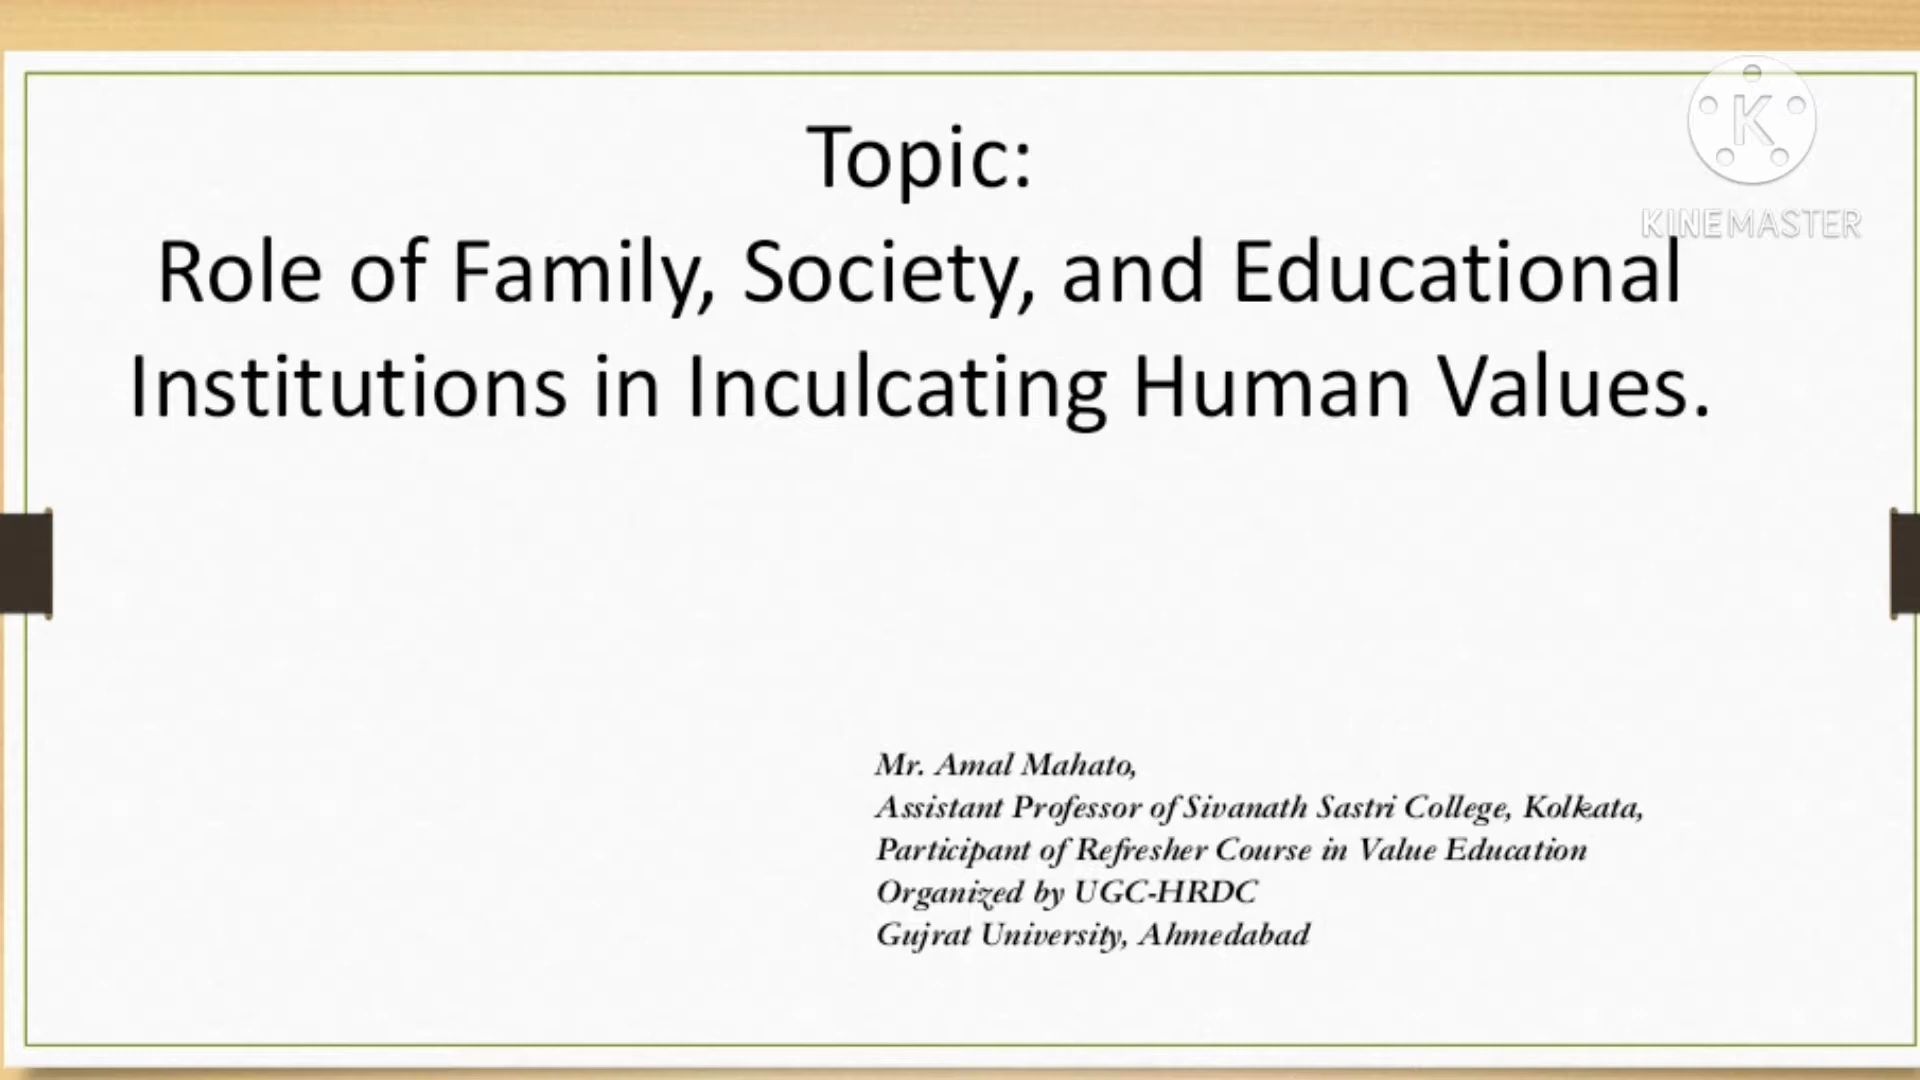 Topic:
K
KINEMASTER
Role of Family, Society, and Educational
Institutions in Inculcating Human Values.
Mr. Amal Mahato,
Assistant Professor of Sivanath Sastri College, Kolkata,
Participant of Refresher Course in Value Education
Organized by UGC-HRDC
Gujrat University, Ahmedabad